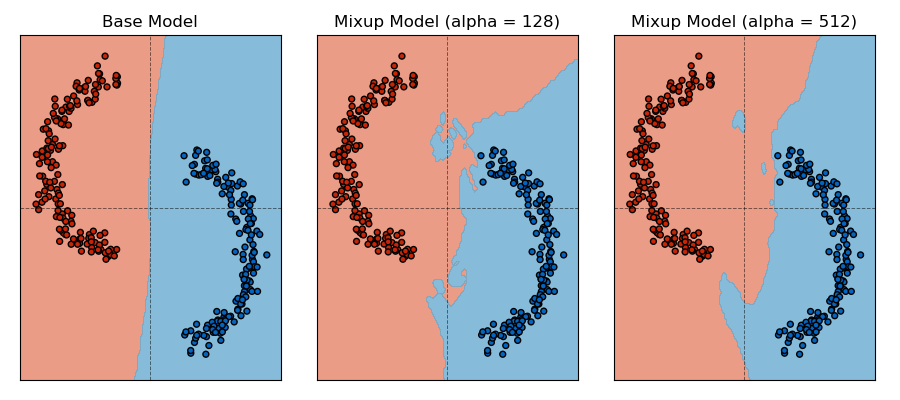 Base Model
Mixup Model (alpha = 128)
Mixup Model (alpha = 512)